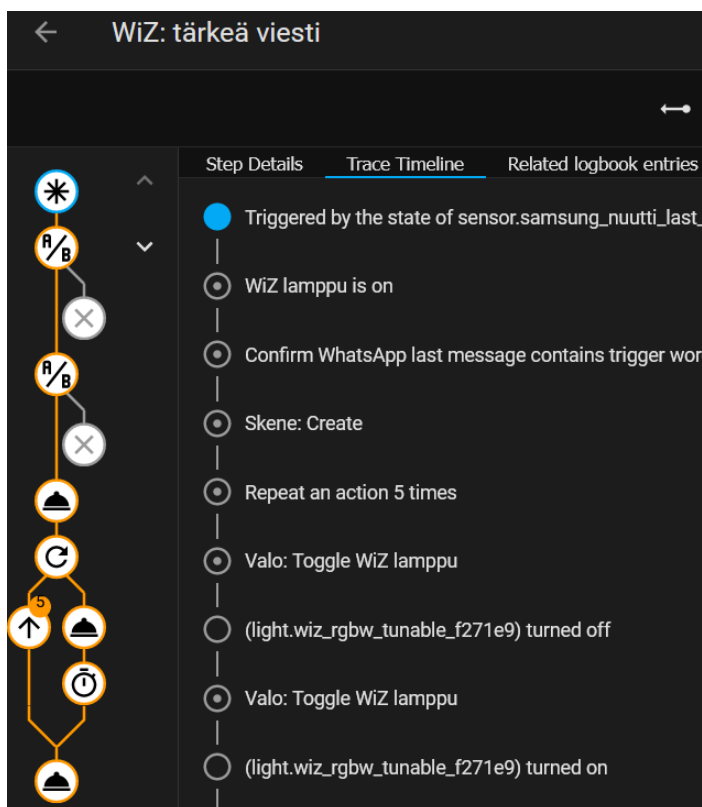 WiZ: tärkeä viesti
Step Details Trace Timeline Related logbook entries
Triggered by the state of sensor.samsung_nuutti_last_
A/B
WiZ lamppu is on
Confirm WhatsApp last message contains trigger wor
A/B
Skene: Create
Repeat an action 5 times
Valo: Toggle WiZ lamppu
5
(light.wiz_rgbw_tunable_f271e9) turned off
Valo: Toggle WiZ lamppu
(light.wiz_rgbw_tunable_f271e9) turned on